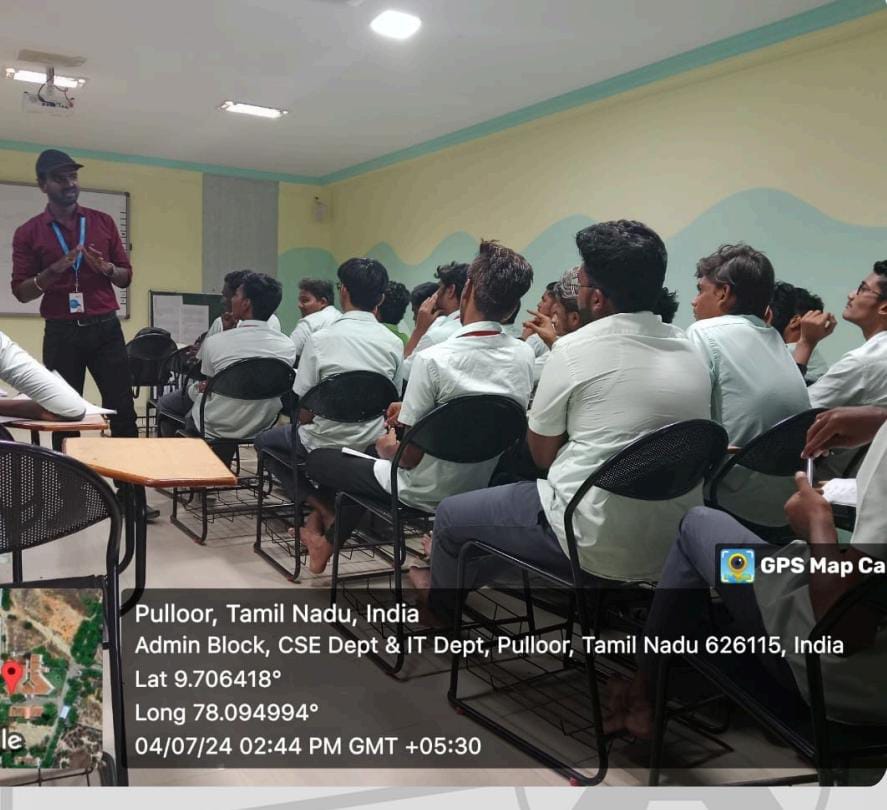 GPS Map Ca
Pulloor, Tamil Nadu, India
Admin Block, CSE Dept & IT Dept, Pulloor, Tamil Nadu 626115, India
Lat 9.706418°
Long 78.094994°
le
04/07/24 02:44 PM GMT +05:30